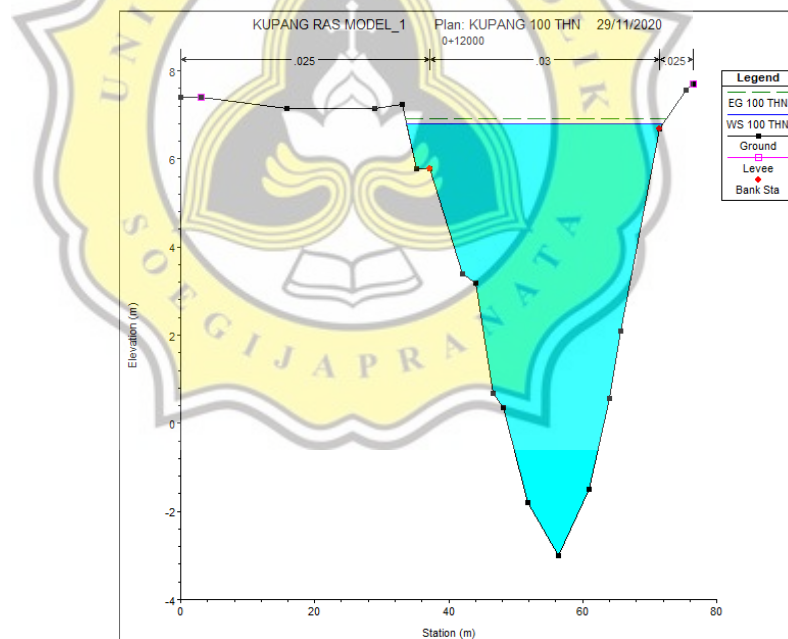 KUPANG RAS MODEL_1 Plan: KUPANG 100 THN 29/11/2020
0+12000
.025 .03 .025
Legend
EG 100 THN
WS 100 THN
Ground
Levee
Bank Sta
8
6
4
2
0
-2
-4
Elevation (m)
0 20 40 60 80
Station (m)
SOEGIJAPRANATA